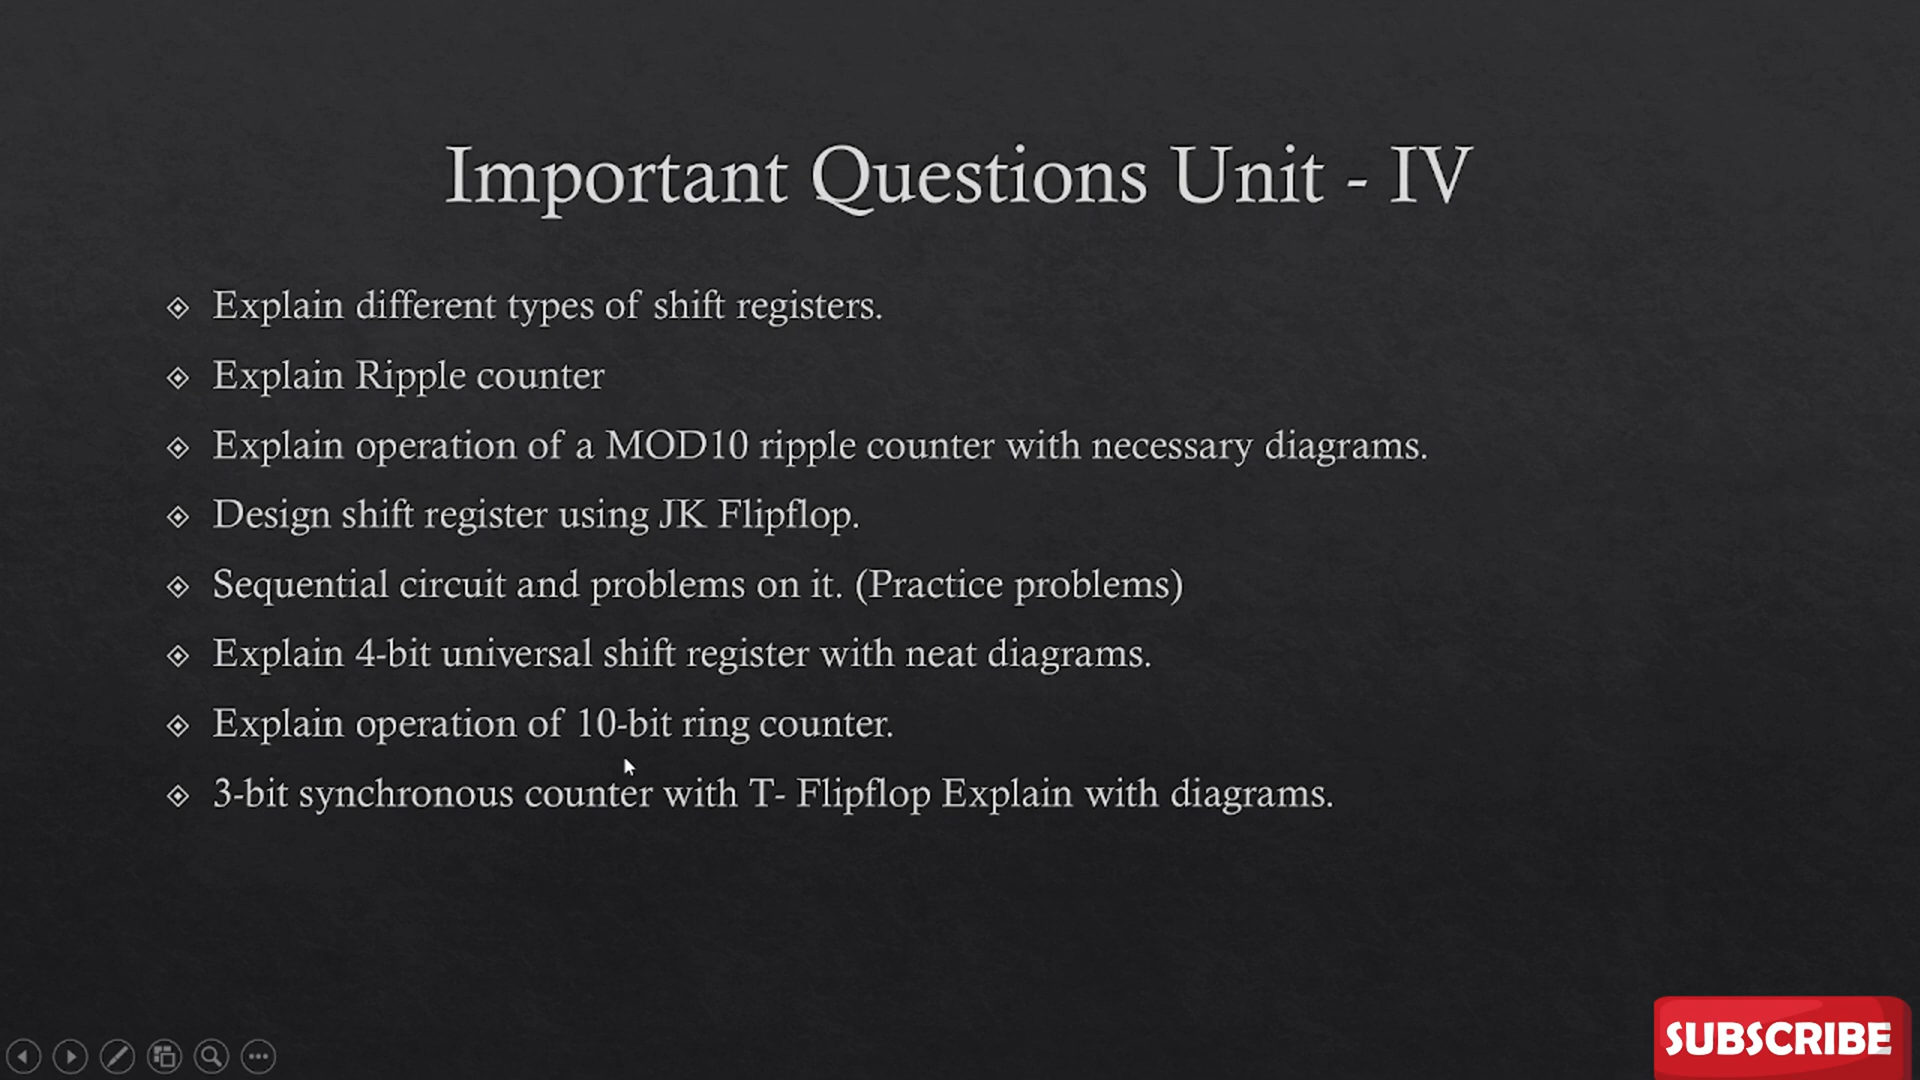 Important Questions Unit - IV
Explain different types of shift registers.
Explain Ripple counter
Explain operation of a MOD10 ripple counter with necessary diagrams.
Design shift register using JK Flipflop.
Sequential circuit and problems on it. (Practice problems)
Explain 4-bit universal shift register with neat diagrams.
Explain operation of 10-bit ring counter.
3-bit synchronous counter with T- Flipflop Explain with diagrams.
SUBSCRIBE